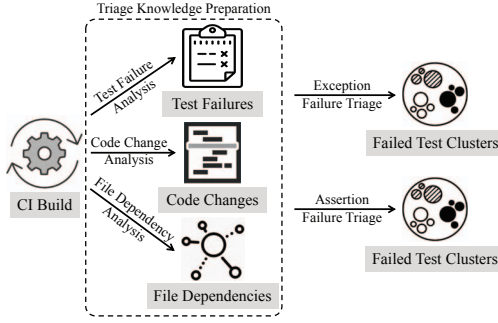 Triage Knowledge Preparation
Test Failure
Analysis
Test Failures
Exception
Failure Triage
Failed Test Clusters
CI Build
Code Change
Analysis
Code Changes
File Dependency
Analysis
File Dependencies
Assertion
Failure Triage
Failed Test Clusters